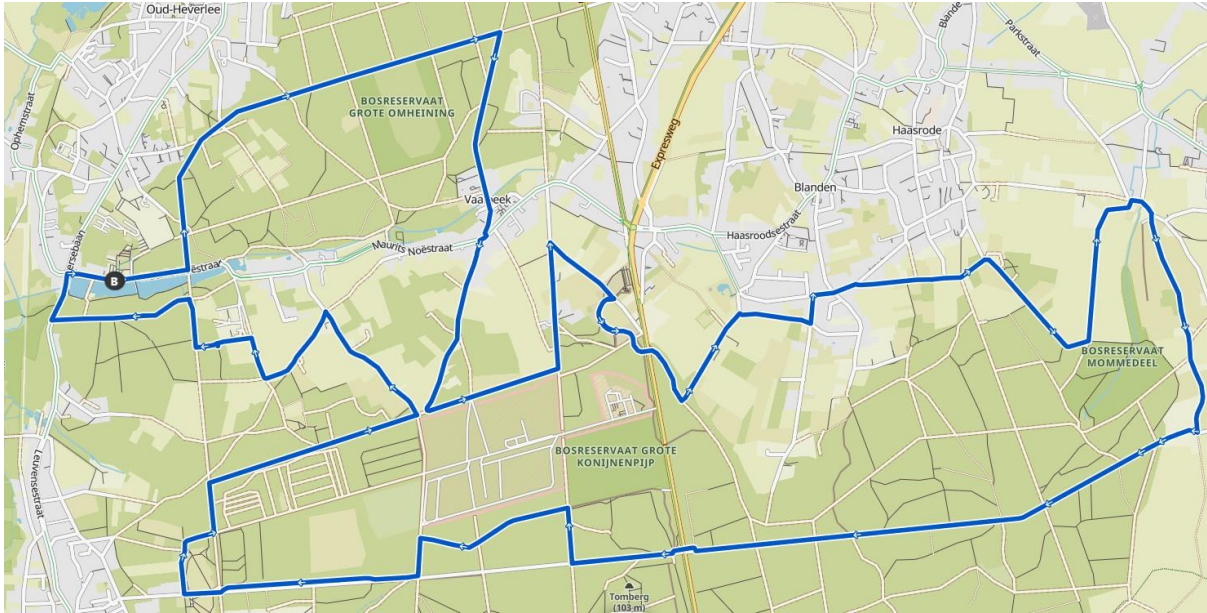 Oud-Heverlee
Blanden
Parkstraat
Ophemstraat
BOSRESERVAAT
GROTE OMHEINING
Expresweg
Haasrode
Blanden
Haasroodsestraat
Maurits Noëstraat
B
BOSRESERVAAT
MOMMEDEEL
BOSRESERVAAT GROTE
KONIJNENPIJP
Leuvensestraat
Tomberg
(103 m)